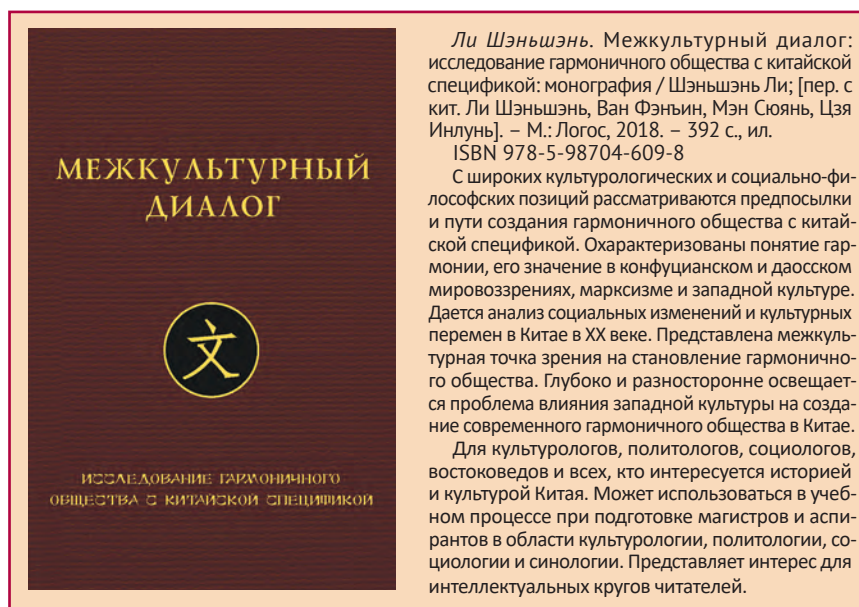 МЕЖКУЛЬТУРНЫЙ
ДИАЛОГ
文
ИССЛЕДОВАНИЕ ГАРМОНИЧНОГО
ОБЩЕСТВА С КИТАЙСКОЙ СПЕЦИФИКОЙ
Ли Шэньшэнь. Межкультурный диалог:
исследование гармоничного общества с китайской
спецификой: монография / Шэньшэнь Ли; [пер. с
кит. Ли Шэньшэнь, Ван Фэнъин, Мэн Сюянь, Цзя
Инлунь]. – М.: Логос, 2018. – 392 с., ил.
ISBN 978-5-98704-609-8
С широких культурологических и социально-фи-
лософских позиций рассматриваются предпосылки
и пути создания гармоничного общества с китай-
ской спецификой. Охарактеризованы понятие гар-
монии, его значение в конфуцианском и даосском
мировоззрениях, марксизме и западной культуре.
Дается анализ социальных изменений и культурных
перемен в Китае в XX веке. Представлена межкуль-
турная точка зрения на становление гармонично-
го общества. Глубоко и разносторонне освещает-
ся проблема влияния западной культуры на созда-
ние современного гармоничного общества в Китае.
Для культурологов, политологов, социологов,
востоковедов и всех, кто интересуется историей
и культурой Китая. Может использоваться в учеб-
ном процессе при подготовке магистров и аспи-
рантов в области культурологии, политологии, со-
циологии и синологии. Представляет интерес для
интеллектуальных кругов читателей.